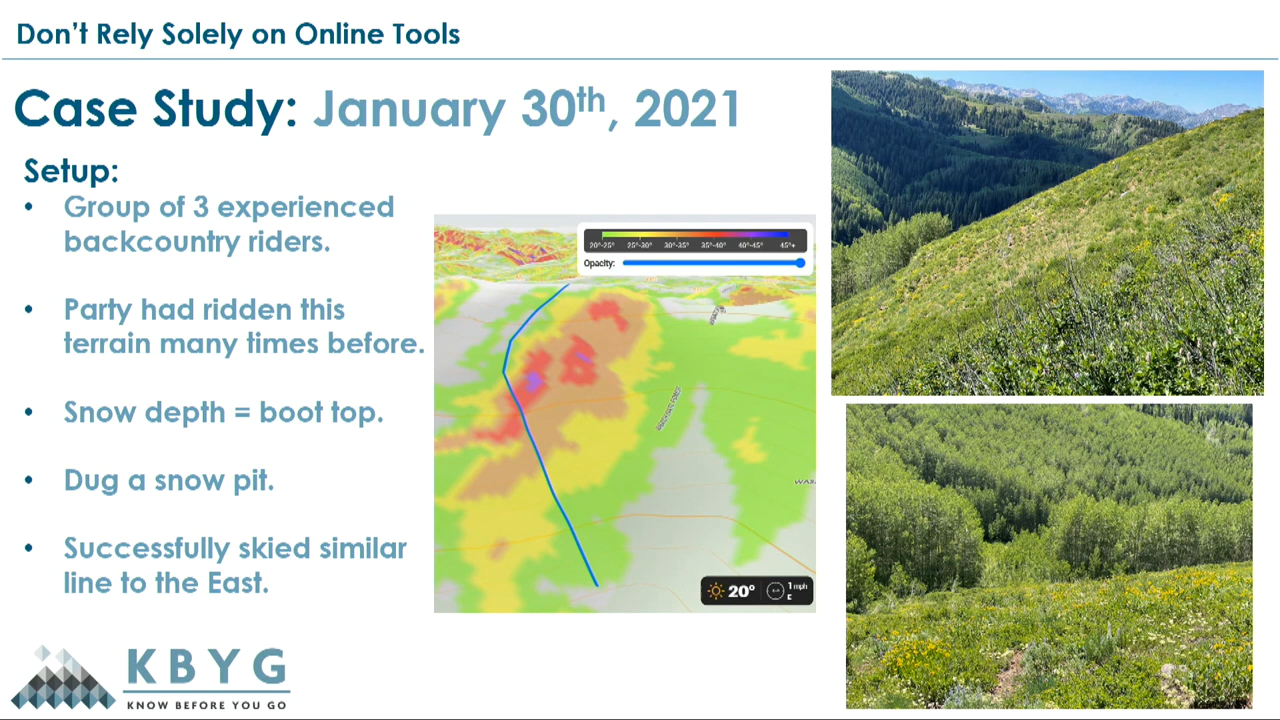 Don't Rely Solely on Online Tools
Case Study: January 30th, 2021
Setup:
• Group of 3 experienced
backcountry riders.
• Party had ridden this
terrain many times before.
• Snow depth = boot top.
• Dug a snow pit.
• Successfully skied similar
line to the East.
20°-25° 25°-30° 30°-35° 35°-40° 40°-45° 45°+
Opacity:
20° 1 mph
E
KBYG
KNOW BEFORE YOU GO